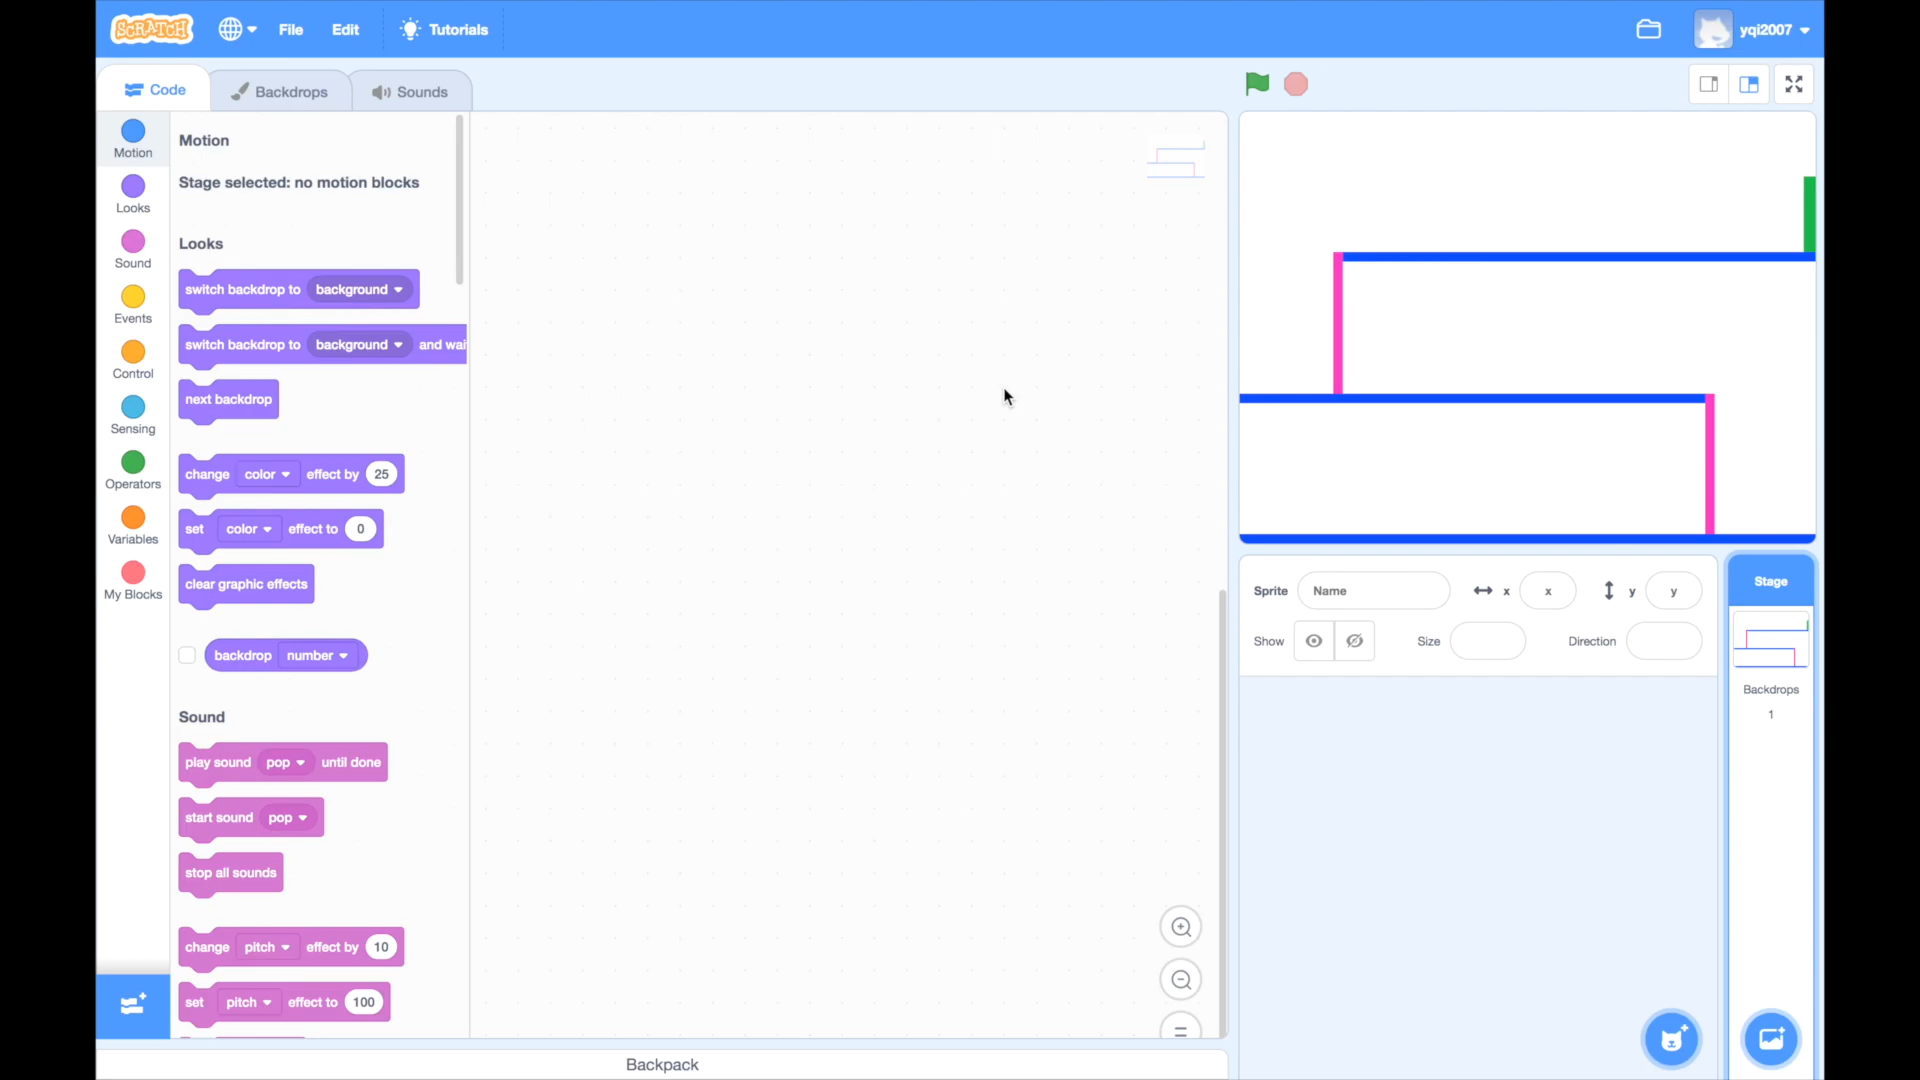 SCRATCH File Edit Tutorials yqi2007
Code Backdrops Sounds
Motion
Looks
Sound
Events
Control
Sensing
Operators
Variables
My Blocks
Motion
Stage selected: no motion blocks
Looks
switch backdrop to background
switch backdrop to background and wai
next backdrop
change color effect by 25
set color effect to 0
clear graphic effects
backdrop number
Sound
play sound pop until done
start sound pop
stop all sounds
change pitch effect by 10
set pitch effect to 100
Backpack
Sprite Name x x y y
Show Size Direction
Stage
Backdrops
1